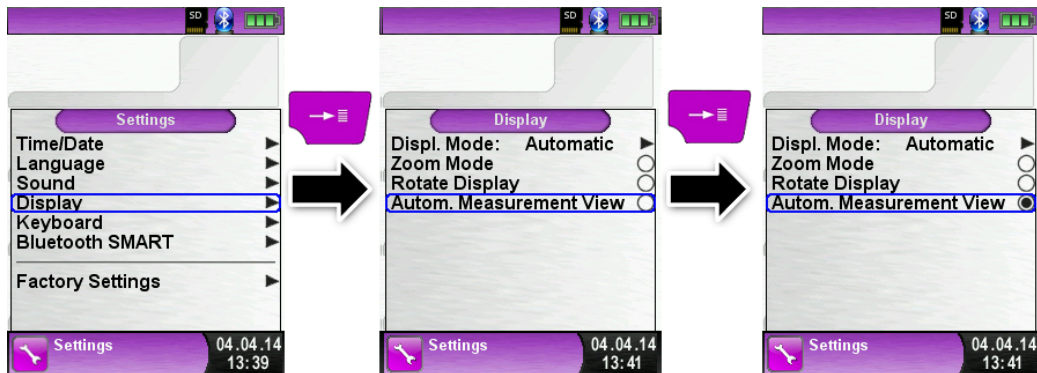 SD
Settings
Time/Date
Language
Sound
Display
Keyboard
Bluetooth SMART
Factory Settings
Settings
04.04.14
13:39
SD
Display
Displ. Mode: Automatic
Zoom Mode
Rotate Display
Autom. Measurement View
Settings
04.04.14
13:41
SD
Display
Displ. Mode: Automatic
Zoom Mode
Rotate Display
Autom. Measurement View
Settings
04.04.14
13:41